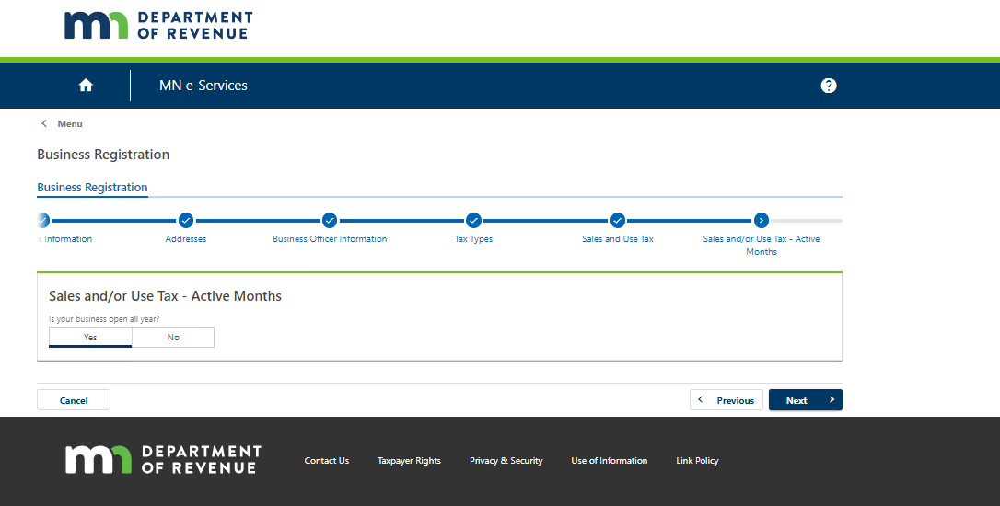 DEPARTMENT
OF REVENUE
MN e-Services
?
Menu
Business Registration
Business Registration
x Information
Addresses
Business Officer Information
Tax Types
Sales and Use Tax
Sales and/or Use Tax - Active
Months
Sales and/or Use Tax - Active Months
Is your business open all year?
Yes
No
Cancel
Previous
Next
DEPARTMENT
OF REVENUE
Contact Us
Taxpayer Rights
Privacy & Security
Use of Information
Link Policy